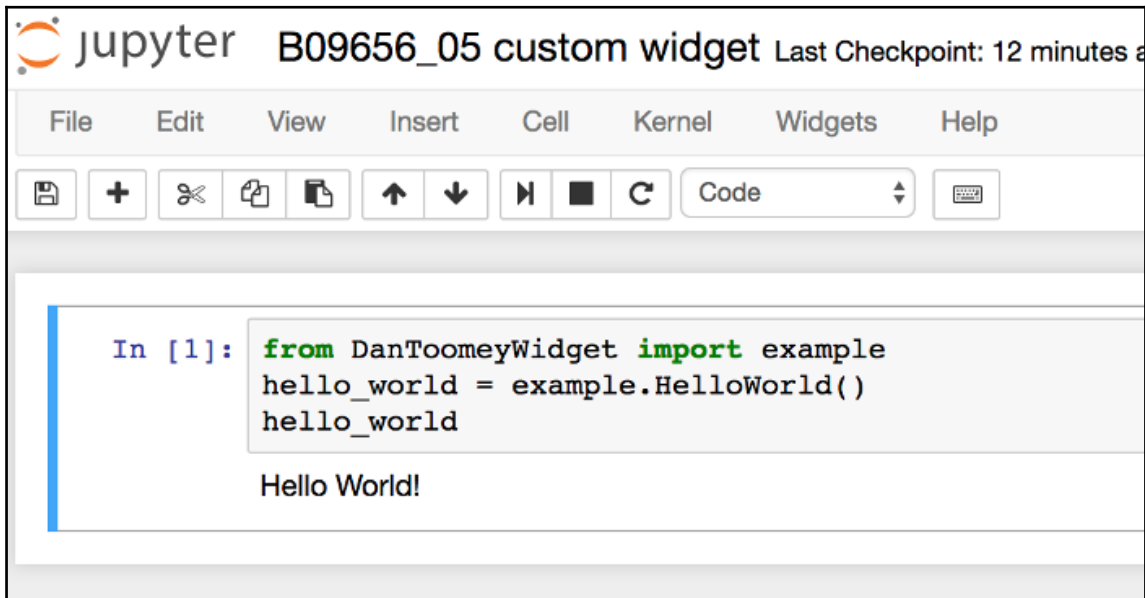 jupyter B09656_05 custom widget Last Checkpoint: 12 minutes
File Edit View Insert Cell Kernel Widgets Help
Code
In [1]: from DanToomeyWidget import example
hello_world = example.HelloWorld()
hello_world
Hello World!